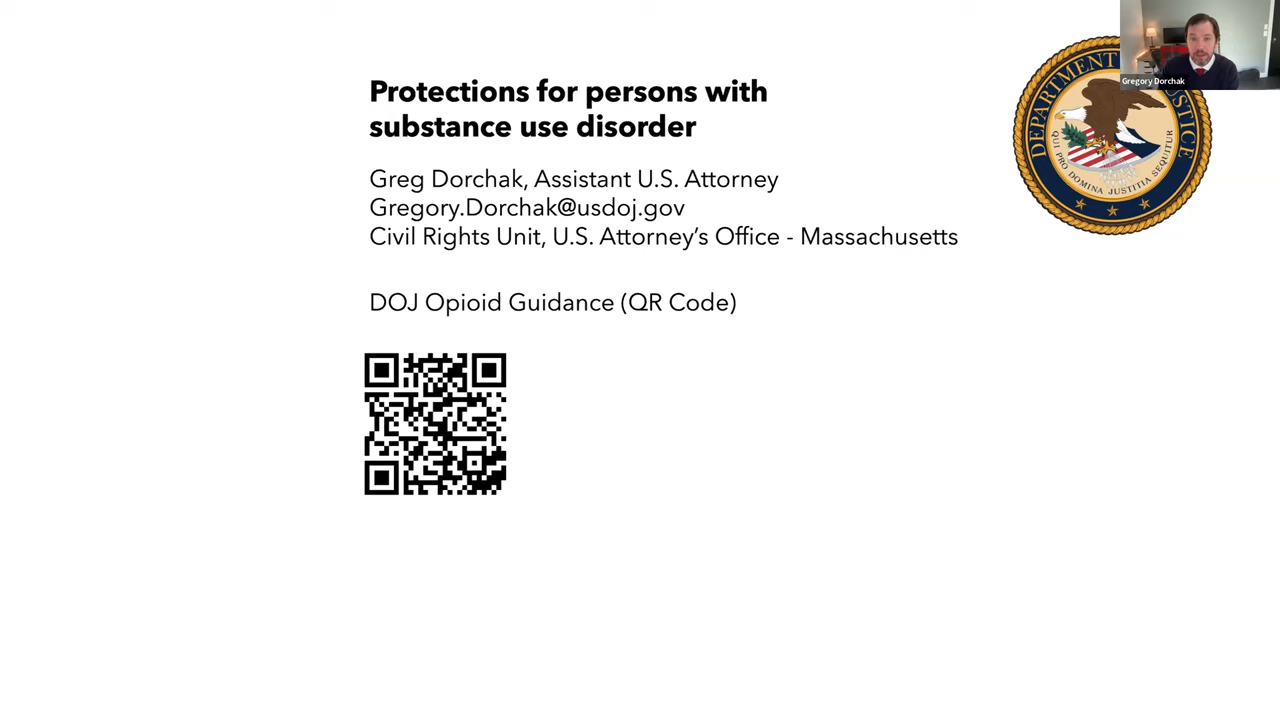 Protections for persons with
substance use disorder
Greg Dorchak, Assistant U.S. Attorney
Gregory.Dorchak@usdoj.gov
Civil Rights Unit, U.S. Attorney’s Office - Massachusetts
DOJ Opioid Guidance (QR Code)
Gregory Dorchak
DEPARTMENT
JUSTICE
QUI PRO DOMINA JUSTITIA SEQUITUR